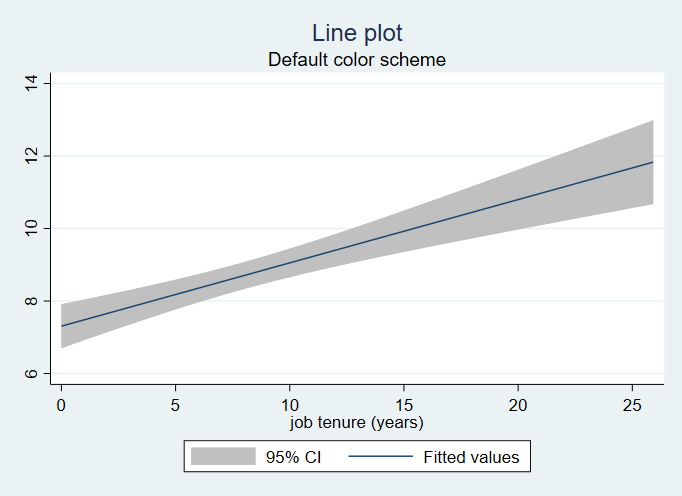 Line plot
Default color scheme
14
12
10
8
6
0 5 10 15 20 25
job tenure (years)
95% CI Fitted values